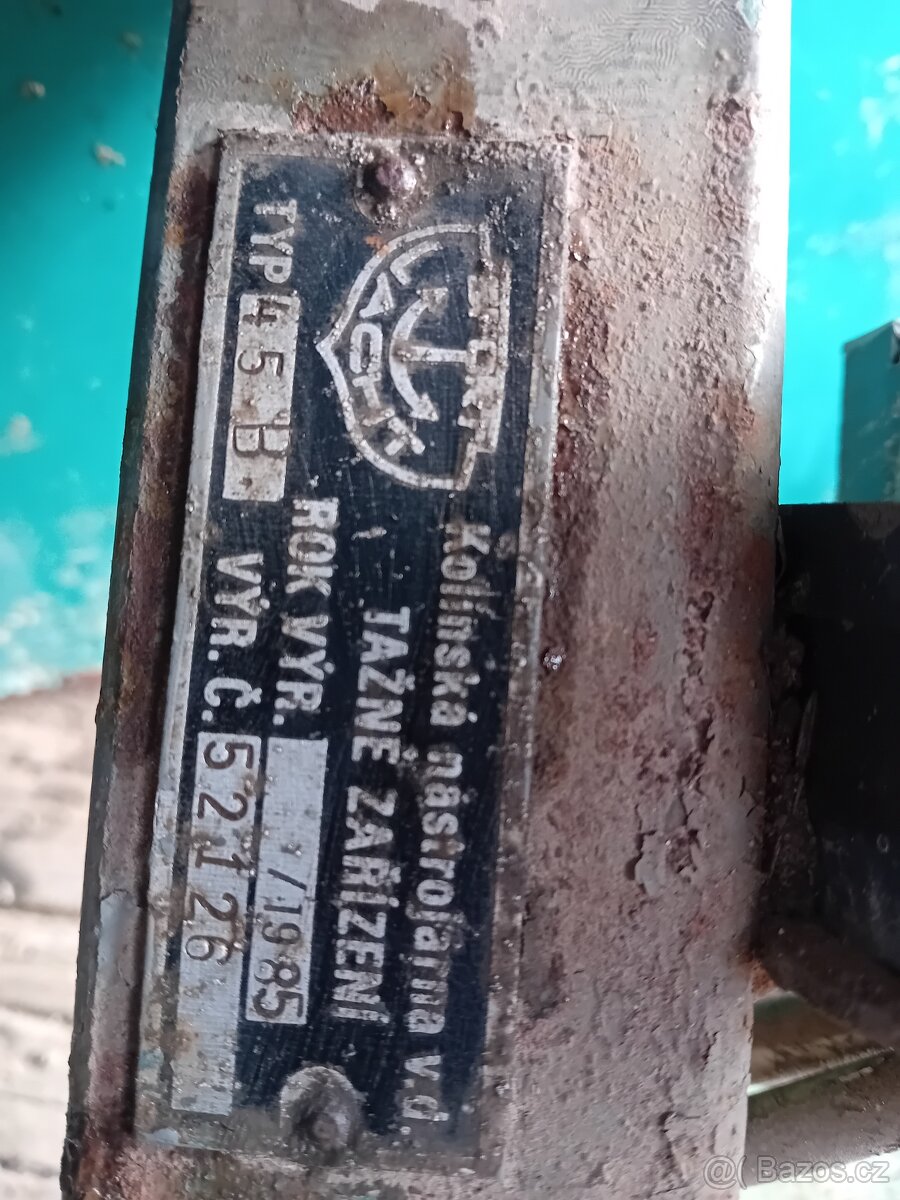 Kolínská nástrojárna v.d.
TAŽNÉ ZAŘÍZENÍ
ROK VÝR. /1985
TYP 45-B VÝR. Č. 52126
@( Bazos.cz